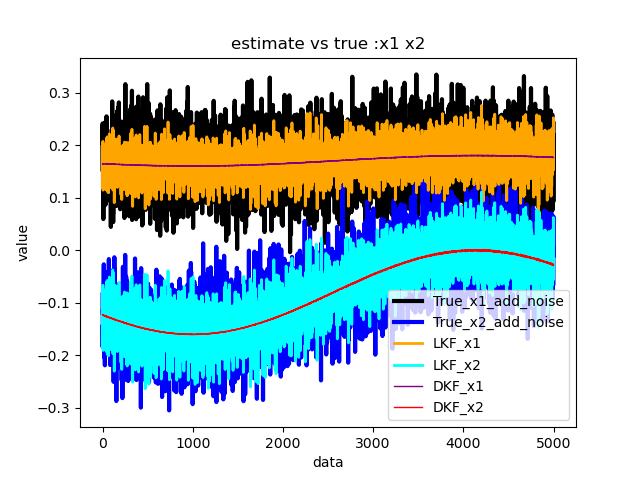 estimate vs true :x1 x2
value
0.3
0.2
0.1
0.0
−0.1
−0.2
−0.3
True_x1_add_noise
True_x2_add_noise
LKF_x1
LKF_x2
DKF_x1
DKF_x2
0 1000 2000 3000 4000 5000
data